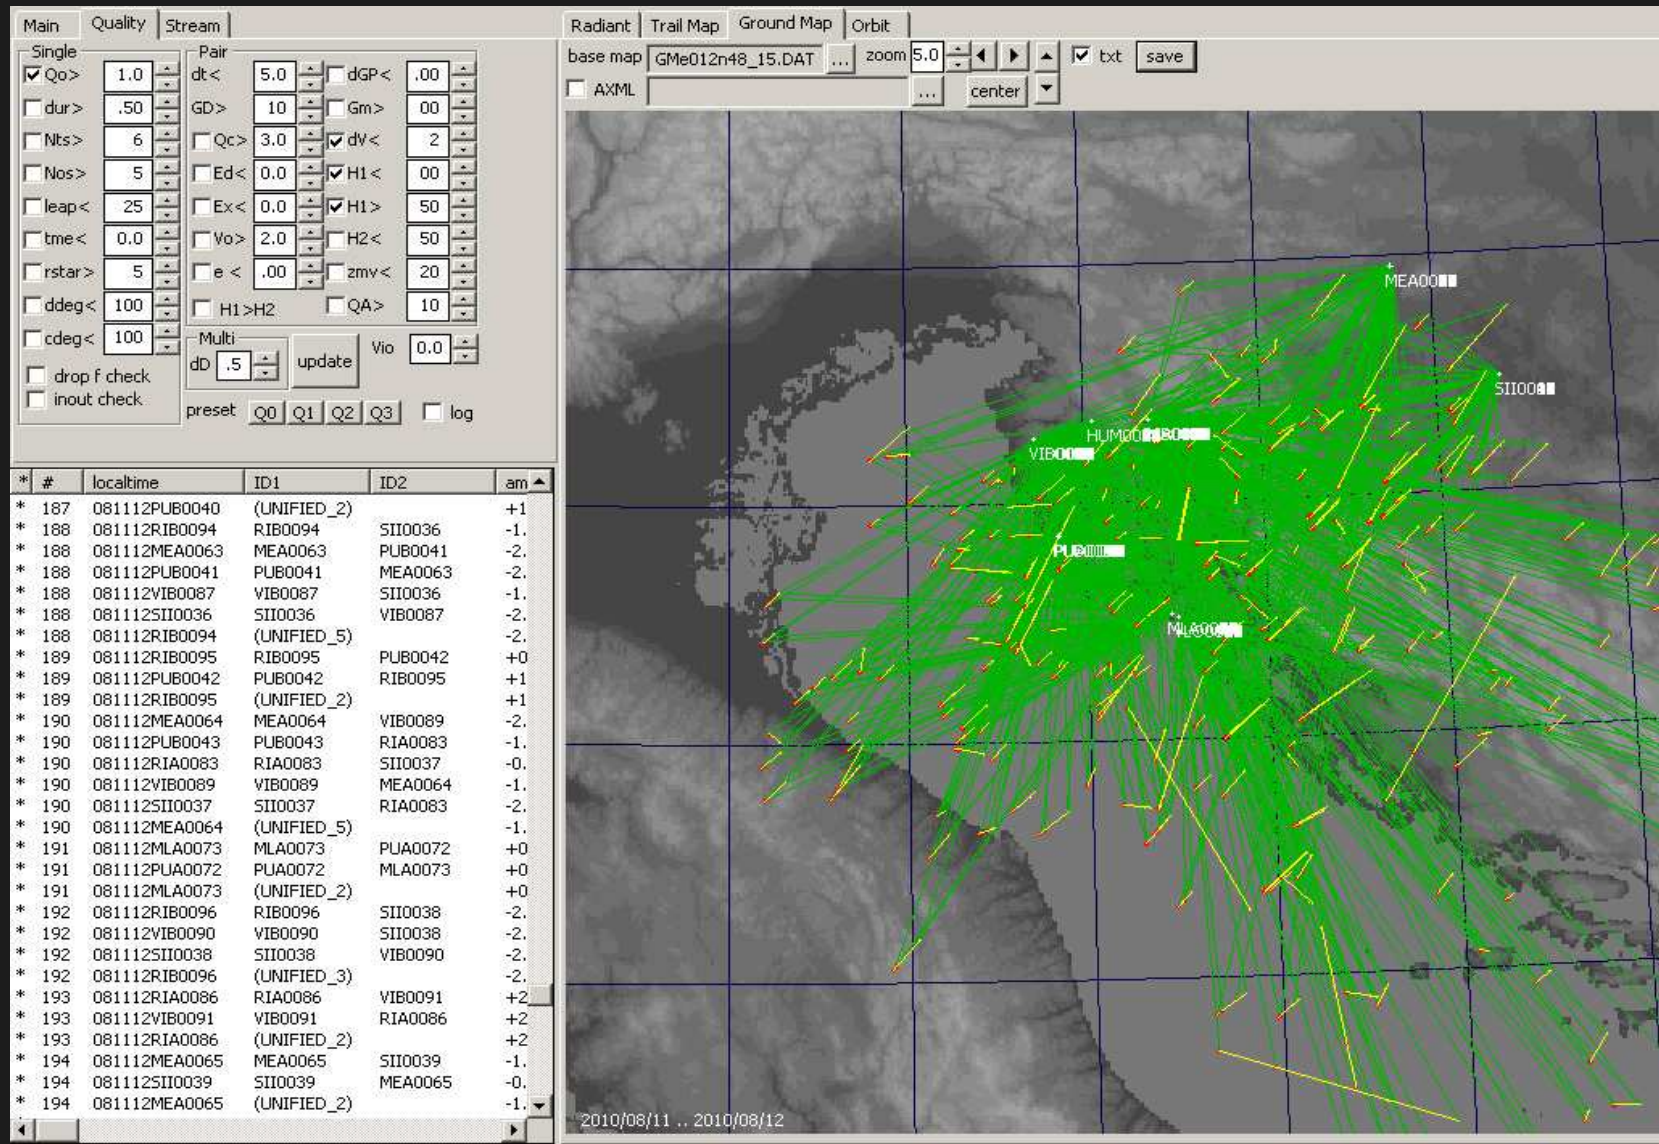 Main Quality Stream
Single
Qo> 1.0
dur> .50
Nts> 6
Nos> 5
leap< 25
tme< 0.0
rstar> 5
ddeg< 100
cdeg< 100
drop f check
inout check
Pair
dt< 5.0 dGP< .00
GD> 10 Gm> 00
Qc> 3.0 dV< 2
Ed< 0.0 H1< 00
Ex< 0.0 H1> 50
Vo> 2.0 H2< 50
e < .00 zmv< 20
H1>H2 QA> 10
Multi
dD .5 update Vio 0.0
preset Q0 Q1 Q2 Q3 log
* # localtime ID1 ID2 am
* 187 081112PUB0040 (UNIFIED_2) +1
* 188 081112RIB0094 RIB0094 SII0036 -1.
* 188 081112MEA0063 MEA0063 PUB0041 -2.
* 188 081112PUB0041 PUB0041 MEA0063 -2.
* 188 081112VIB0087 VIB0087 SII0036 -1.
* 188 081112SII0036 SII0036 VIB0087 -2.
* 188 081112RIB0094 (UNIFIED_5) -2.
* 189 081112RIB0095 RIB0095 PUB0042 +0
* 189 081112PUB0042 PUB0042 RIB0095 +1
* 189 081112RIB0095 (UNIFIED_2) +1
* 190 081112MEA0064 MEA0064 VIB0089 -2.
* 190 081112PUB0043 PUB0043 RIA0083 -1.
* 190 081112RIA0083 RIA0083 SII0037 -0.
* 190 081112VIB0089 VIB0089 MEA0064 -1.
* 190 081112SII0037 SII0037 RIA0083 -2.
* 190 081112MEA0064 (UNIFIED_5) -1.
* 191 081112MLA0073 MLA0073 PUA0072 +0
* 191 081112PUA0072 PUA0072 MLA0073 +0
* 191 081112MLA0073 (UNIFIED_2) +0
* 192 081112RIB0096 RIB0096 SII0038 -2.
* 192 081112VIB0090 VIB0090 SII0038 -2.
* 192 081112SII0038 SII0038 VIB0090 -2.
* 192 081112RIB0096 (UNIFIED_3) -2.
* 193 081112RIA0086 RIA0086 VIB0091 +2
* 193 081112VIB0091 VIB0091 RIA0086 +2
* 193 081112RIA0086 (UNIFIED_2) +2
* 194 081112MEA0065 MEA0065 SII0039 -1.
* 194 081112SII0039 SII0039 MEA0065 -0.
* 194 081112MEA0065 (UNIFIED_2) -1.
Radiant Trail Map Ground Map Orbit
base map GMe012n48_15.DAT ... zoom 5.0 txt save
AXML ... center
2010/08/11 .. 2010/08/12